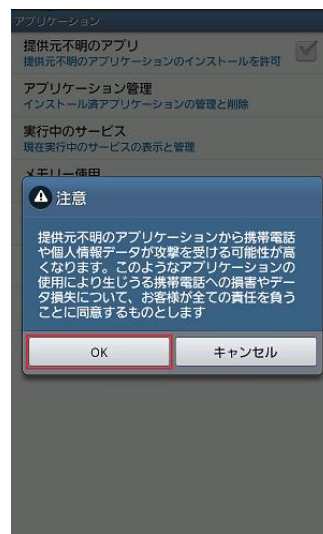 アプリケーション
提供元不明のアプリ
提供元不明のアプリケーションのインストールを許可
アプリケーション管理
インストール済アプリケーションの管理と削除
実行中のサービス
現在実行中のサービスの表示と管理
メモリー使用
注意
提供元不明のアプリケーションから携帯電話
や個人情報データが攻撃を受ける可能性が高
くなります。このようなアプリケーションの
使用により生じうる携帯電話への損害やデー
タ損失について、お客様が全ての責任を負う
ことに同意するものとします
OK
キャンセル